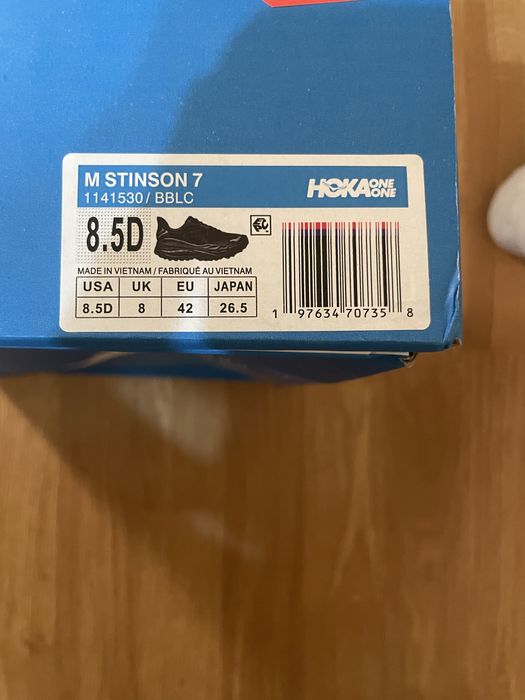 M STINSON 7
1141530 / BBLC
HOKA ONE ONE
8.5D
MADE IN VIETNAM / FABRIQUÉ AU VIETNAM
USA UK EU JAPAN
8.5D 8 42 26.5
1 97634 70735 8